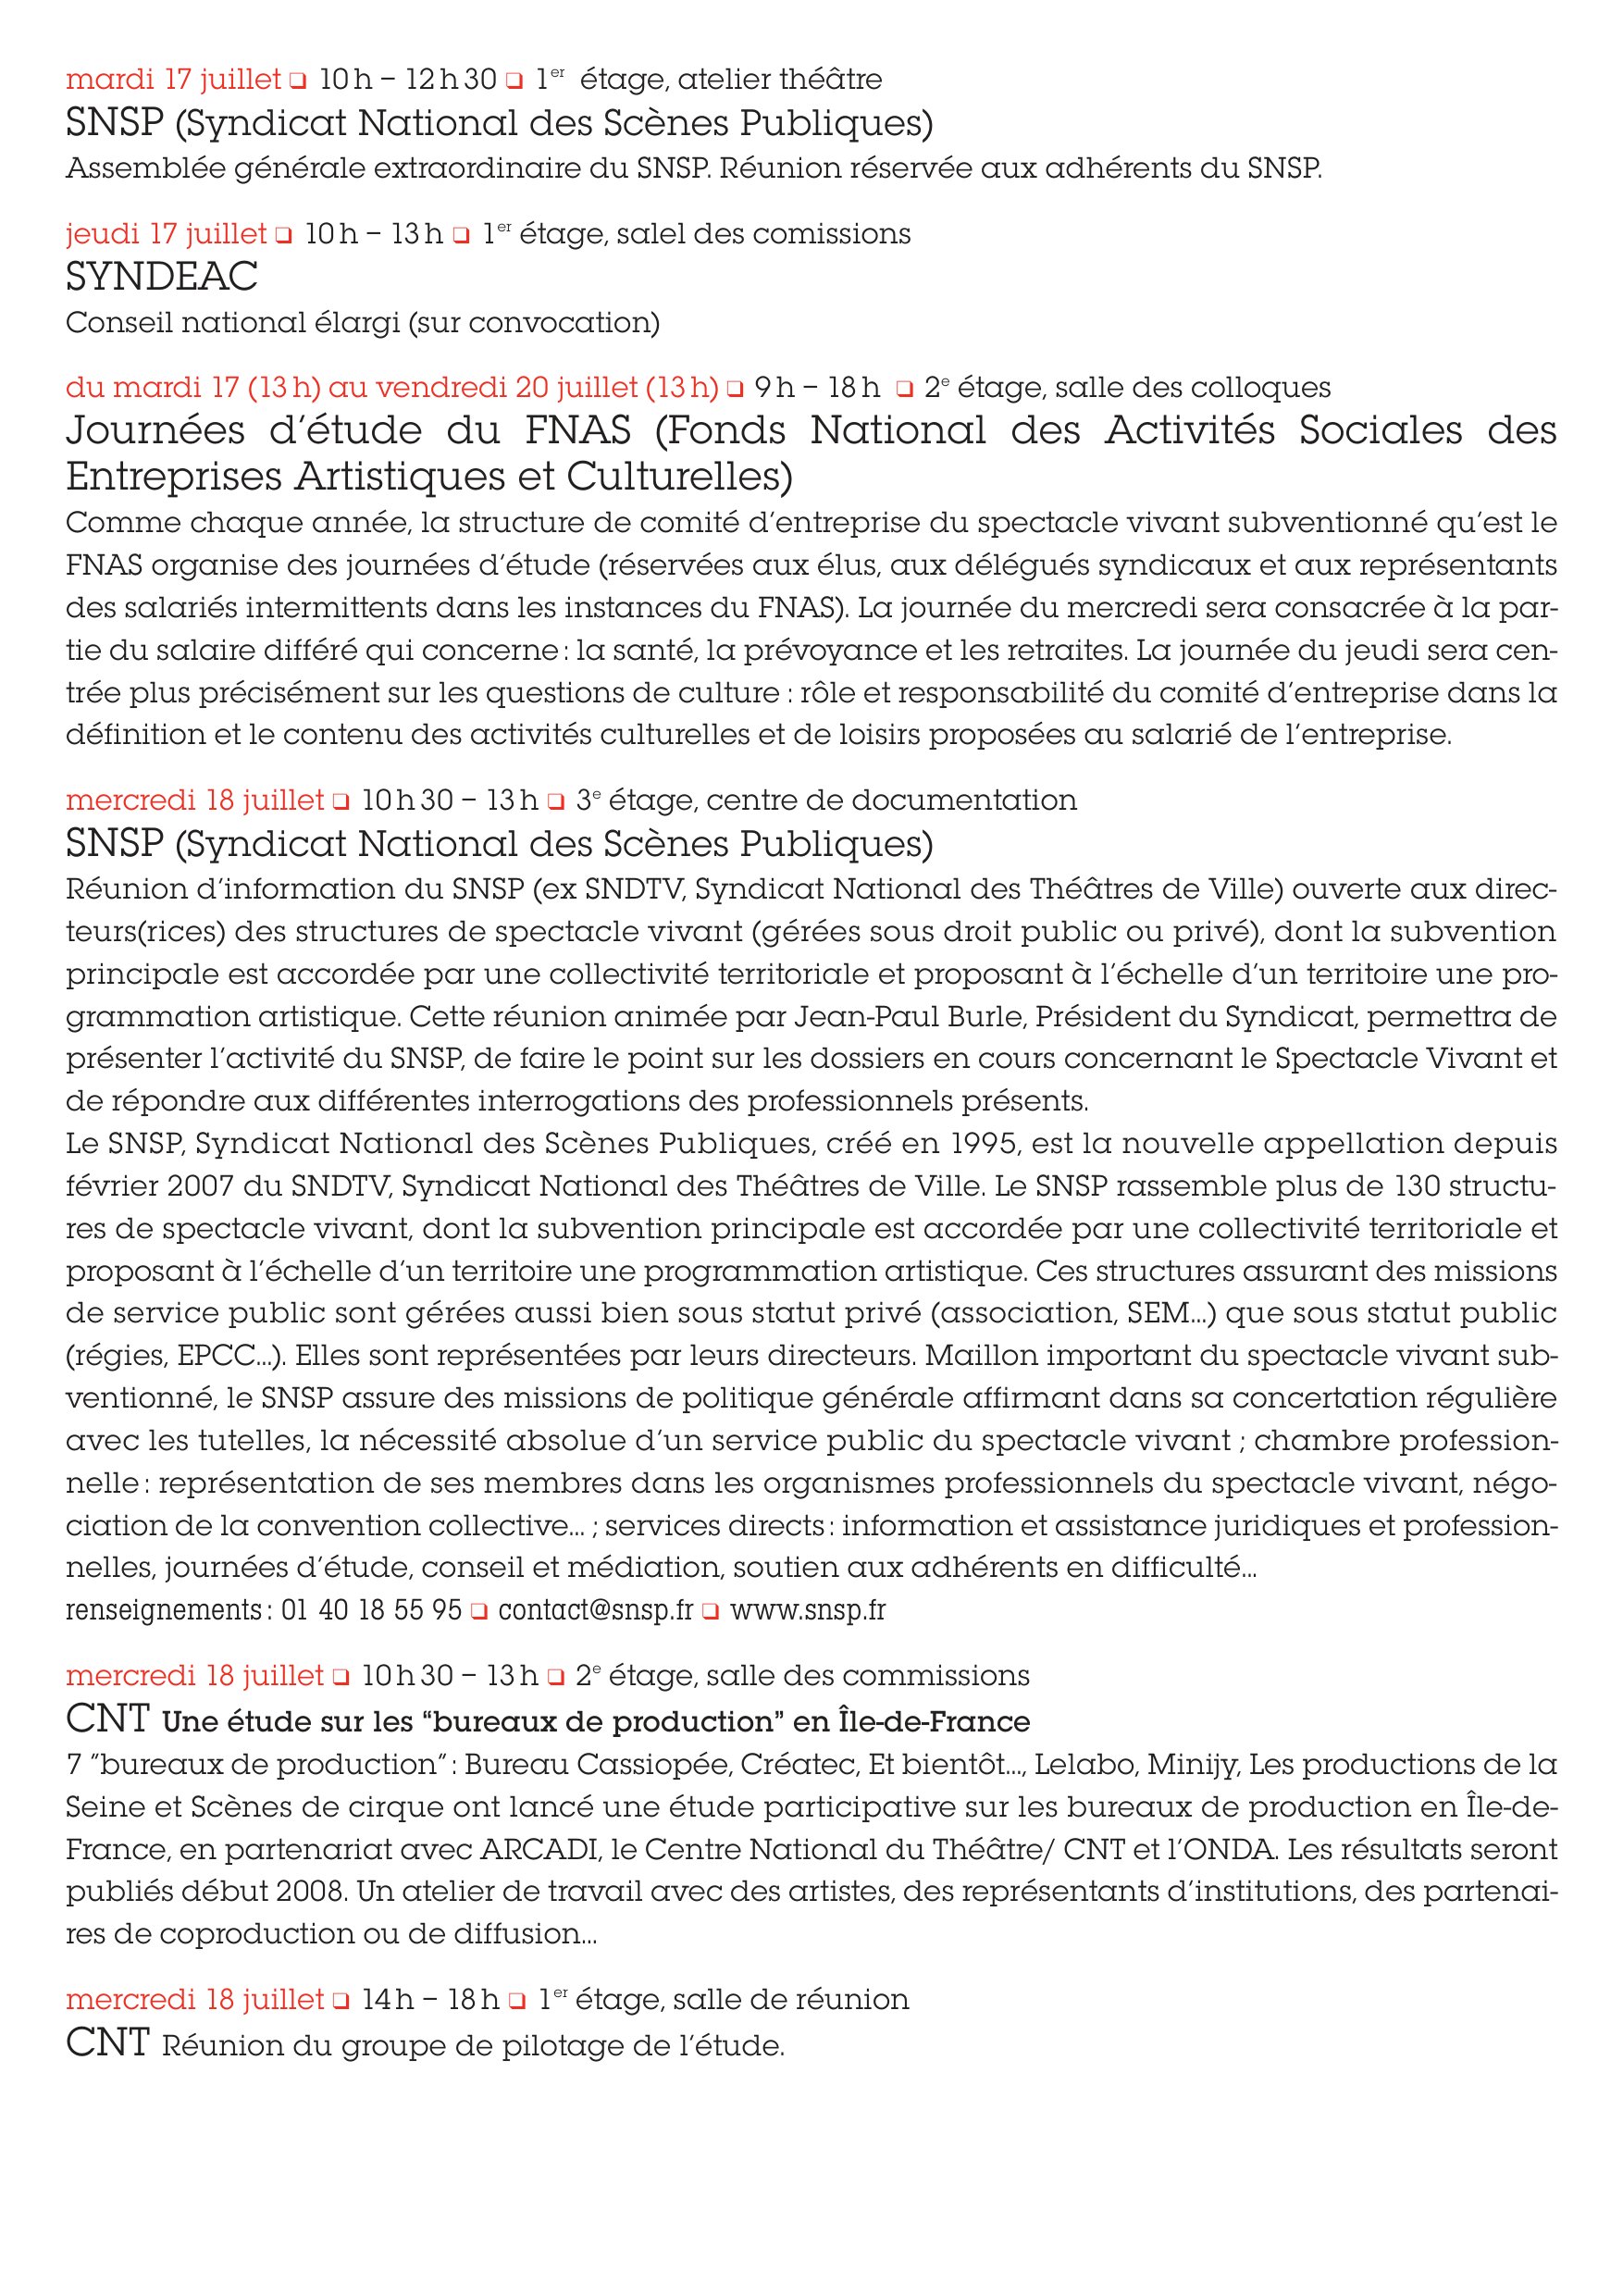 mardi 17 juillet ❑ 10 h – 12 h 30 ❑ 1er étage, atelier théâtre
SNSP (Syndicat National des Scènes Publiques)
Assemblée générale extraordinaire du SNSP. Réunion réservée aux adhérents du SNSP.
jeudi 17 juillet ❑ 10 h – 13 h ❑ 1er étage, salel des comissions
SYNDEAC
Conseil national élargi (sur convocation)
du mardi 17 (13 h) au vendredi 20 juillet (13 h) ❑ 9 h – 18 h ❑ 2e étage, salle des colloques
Journées d’étude du FNAS (Fonds National des Activités Sociales des
Entreprises Artistiques et Culturelles)
Comme chaque année, la structure de comité d’entreprise du spectacle vivant subventionné qu’est le
FNAS organise des journées d’étude (réservées aux élus, aux délégués syndicaux et aux représentants
des salariés intermittents dans les instances du FNAS). La journée du mercredi sera consacrée à la par-
tie du salaire différé qui concerne : la santé, la prévoyance et les retraites. La journée du jeudi sera cen-
trée plus précisément sur les questions de culture : rôle et responsabilité du comité d’entreprise dans la
définition et le contenu des activités culturelles et de loisirs proposées au salarié de l’entreprise.
mercredi 18 juillet ❑ 10 h 30 – 13 h ❑ 3e étage, centre de documentation
SNSP (Syndicat National des Scènes Publiques)
Réunion d’information du SNSP (ex SNDTV, Syndicat National des Théâtres de Ville) ouverte aux direc-
teurs(rices) des structures de spectacle vivant (gérées sous droit public ou privé), dont la subvention
principale est accordée par une collectivité territoriale et proposant à l’échelle d’un territoire une pro-
grammation artistique. Cette réunion animée par Jean-Paul Burle, Président du Syndicat, permettra de
présenter l’activité du SNSP, de faire le point sur les dossiers en cours concernant le Spectacle Vivant et
de répondre aux différentes interrogations des professionnels présents.
Le SNSP, Syndicat National des Scènes Publiques, créé en 1995, est la nouvelle appellation depuis
février 2007 du SNDTV, Syndicat National des Théâtres de Ville. Le SNSP rassemble plus de 130 structu-
res de spectacle vivant, dont la subvention principale est accordée par une collectivité territoriale et
proposant à l’échelle d’un territoire une programmation artistique. Ces structures assurant des missions
de service public sont gérées aussi bien sous statut privé (association, SEM...) que sous statut public
(régies, EPCC...). Elles sont représentées par leurs directeurs. Maillon important du spectacle vivant sub-
ventionné, le SNSP assure des missions de politique générale affirmant dans sa concertation régulière
avec les tutelles, la nécessité absolue d’un service public du spectacle vivant ; chambre profession-
nelle : représentation de ses membres dans les organismes professionnels du spectacle vivant, négo-
ciation de la convention collective... ; services directs : information et assistance juridiques et profession-
nelles, journées d’étude, conseil et médiation, soutien aux adhérents en difficulté...
renseignements : 01 40 18 55 95 ❑ contact@snsp.fr ❑ www.snsp.fr
mercredi 18 juillet ❑ 10 h 30 – 13 h ❑ 2e étage, salle des commissions
CNT Une étude sur les “bureaux de production” en Île-de-France
7 “bureaux de production” : Bureau Cassiopée, Créatec, Et bientôt..., Lelabo, Minijy, Les productions de la
Seine et Scènes de cirque ont lancé une étude participative sur les bureaux de production en Île-de-
France, en partenariat avec ARCADI, le Centre National du Théâtre/ CNT et l’ONDA. Les résultats seront
publiés début 2008. Un atelier de travail avec des artistes, des représentants d’institutions, des partenai-
res de coproduction ou de diffusion...
mercredi 18 juillet ❑ 14 h – 18 h ❑ 1er étage, salle de réunion
CNT Réunion du groupe de pilotage de l’étude.